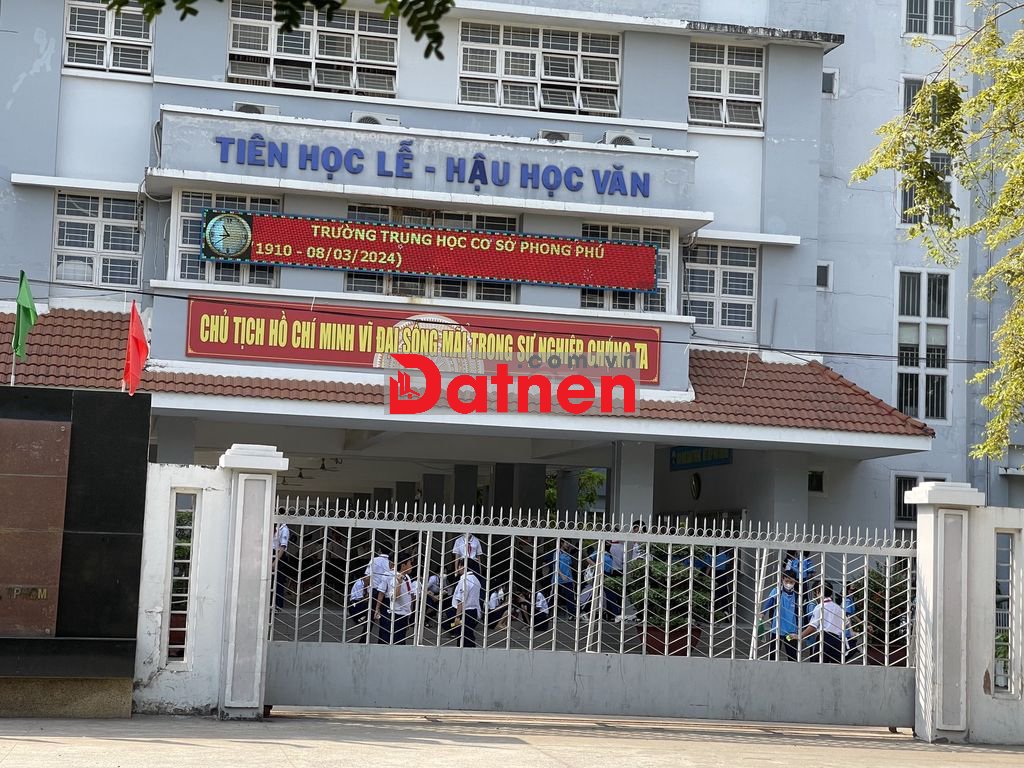 TIÊN HỌC LỄ - HẬU HỌC VĂN
TRƯỜNG TRUNG HỌC CƠ SỞ PHONG PHÚ
1910 - 08/03/2024)
CHỦ TỊCH HỒ CHÍ MINH VĨ ĐẠI SỐNG MÃI TRONG SỰ NGHIỆP CHÚNG TA
.com.vn
Datnen